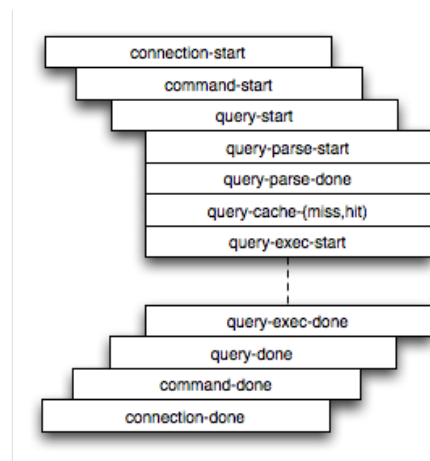 connection-start
command-start
query-start
query-parse-start
query-parse-done
query-cache-(miss,hit)
query-exec-start
query-exec-done
query-done
command-done
connection-done